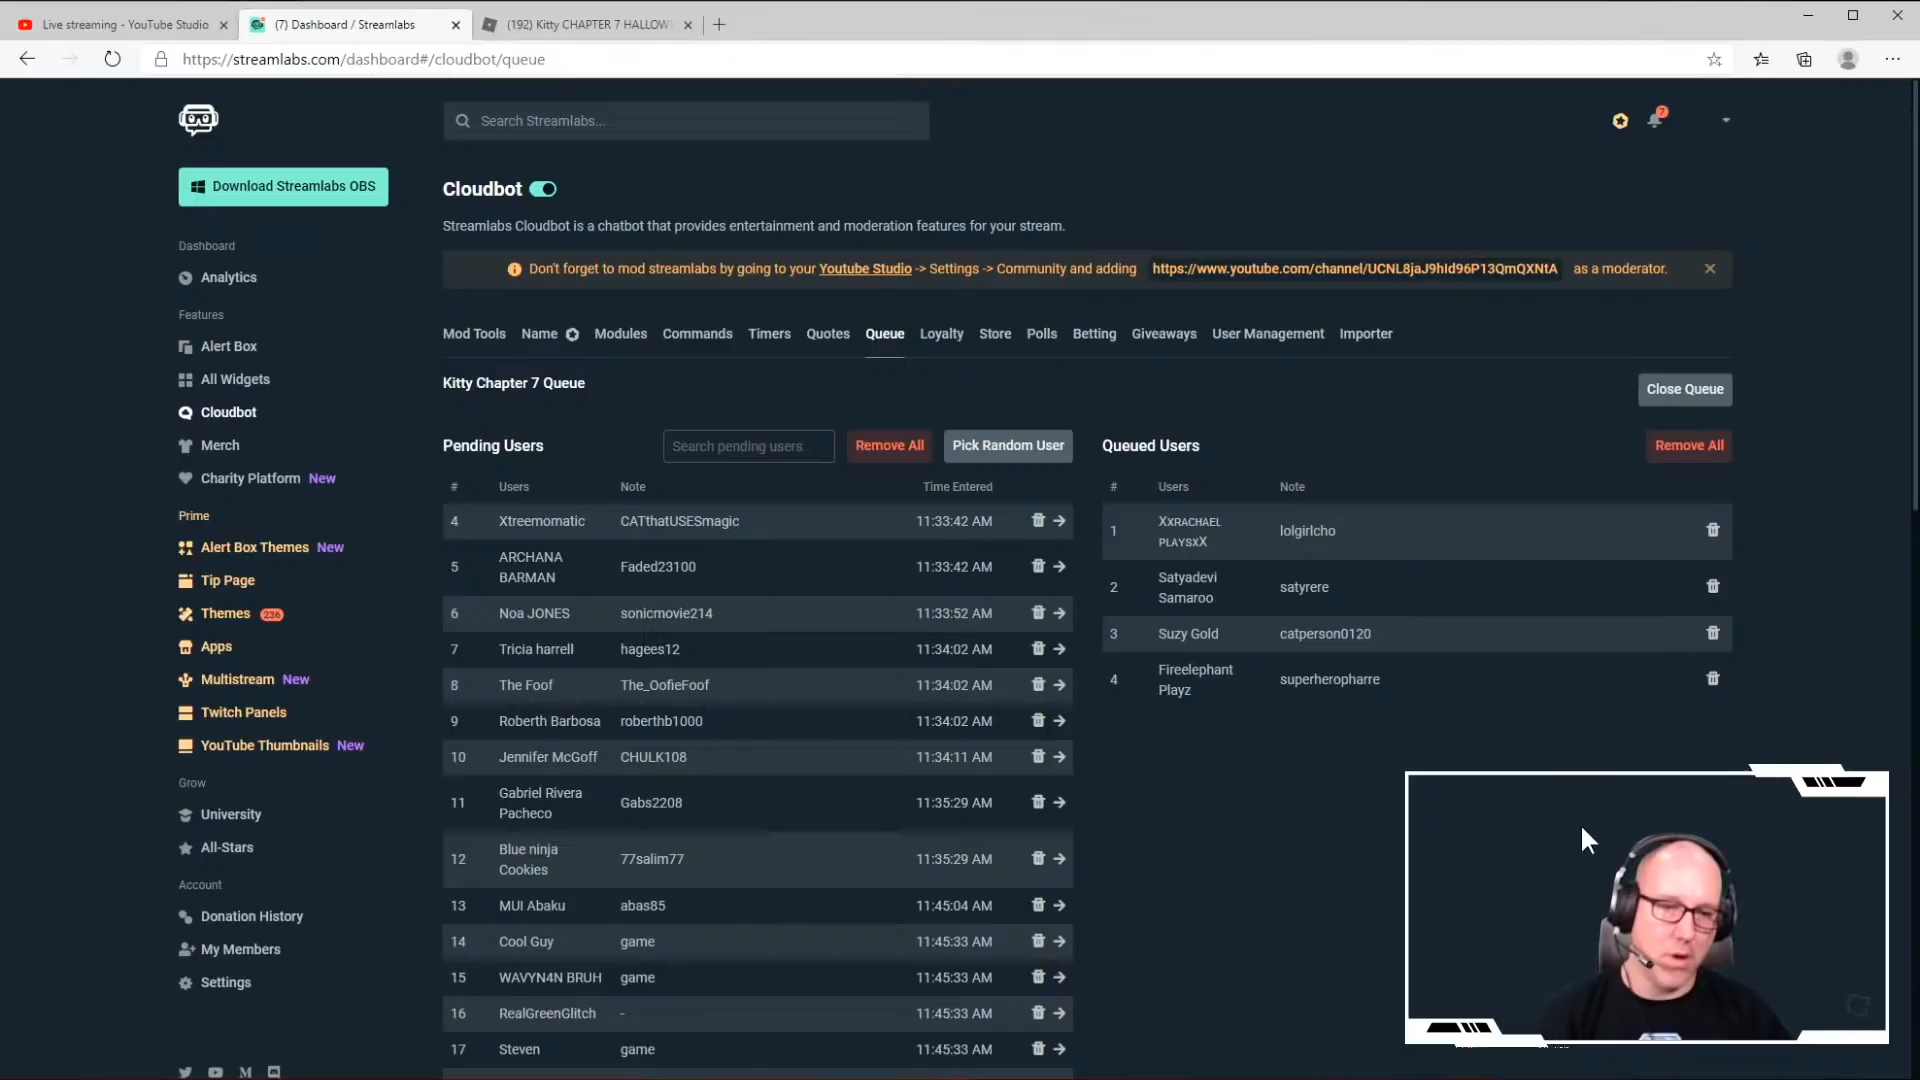 Live streaming - YouTube Studio
(7) Dashboard / Streamlabs
(192) Kitty CHAPTER 7 HALLOW
https://streamlabs.com/dashboard#/cloudbot/queue
Search Streamlabs...
7
Download Streamlabs OBS
Dashboard
Analytics
Features
Alert Box
All Widgets
Cloudbot
Merch
Charity Platform New
Prime
Alert Box Themes New
Tip Page
Themes 236
Apps
Multistream New
Twitch Panels
YouTube Thumbnails New
Grow
University
All-Stars
Account
Donation History
My Members
Settings
Cloudbot
Streamlabs Cloudbot is a chatbot that provides entertainment and moderation features for your stream.
Don't forget to mod streamlabs by going to your Youtube Studio -> Settings -> Community and adding https://www.youtube.com/channel/UCNL8jaJ9hId96P13QmQXNtA as a moderator.
Mod Tools Name Modules Commands Timers Quotes Queue Loyalty Store Polls Betting Giveaways User Management Importer
Kitty Chapter 7 Queue
Close Queue
Pending Users
Search pending users
Remove All
Pick Random User
# Users Note Time Entered
4 Xtreemomatic CATthatUSESmagic 11:33:42 AM
5 ARCHANA BARMAN Faded23100 11:33:42 AM
6 Noa JONES sonicmovie214 11:33:52 AM
7 Tricia harrell hagees12 11:34:02 AM
8 The Foof The_OofieFoof 11:34:02 AM
9 Roberth Barbosa roberthb1000 11:34:02 AM
10 Jennifer McGoff CHULK108 11:34:11 AM
11 Gabriel Rivera Pacheco Gabs2208 11:35:29 AM
12 Blue ninja Cookies 77salim77 11:35:29 AM
13 MUI Abaku abas85 11:45:04 AM
14 Cool Guy game 11:45:33 AM
15 WAVYN4N BRUH game 11:45:33 AM
16 RealGreenGlitch - 11:45:33 AM
17 Steven game 11:45:33 AM
Queued Users
Remove All
# Users Note
1 XxRACHAEL PLAYSxX lolgirlcho
2 Satyadevi Samaroo satyrere
3 Suzy Gold catperson0120
4 Fireelephant Playz superheropharre